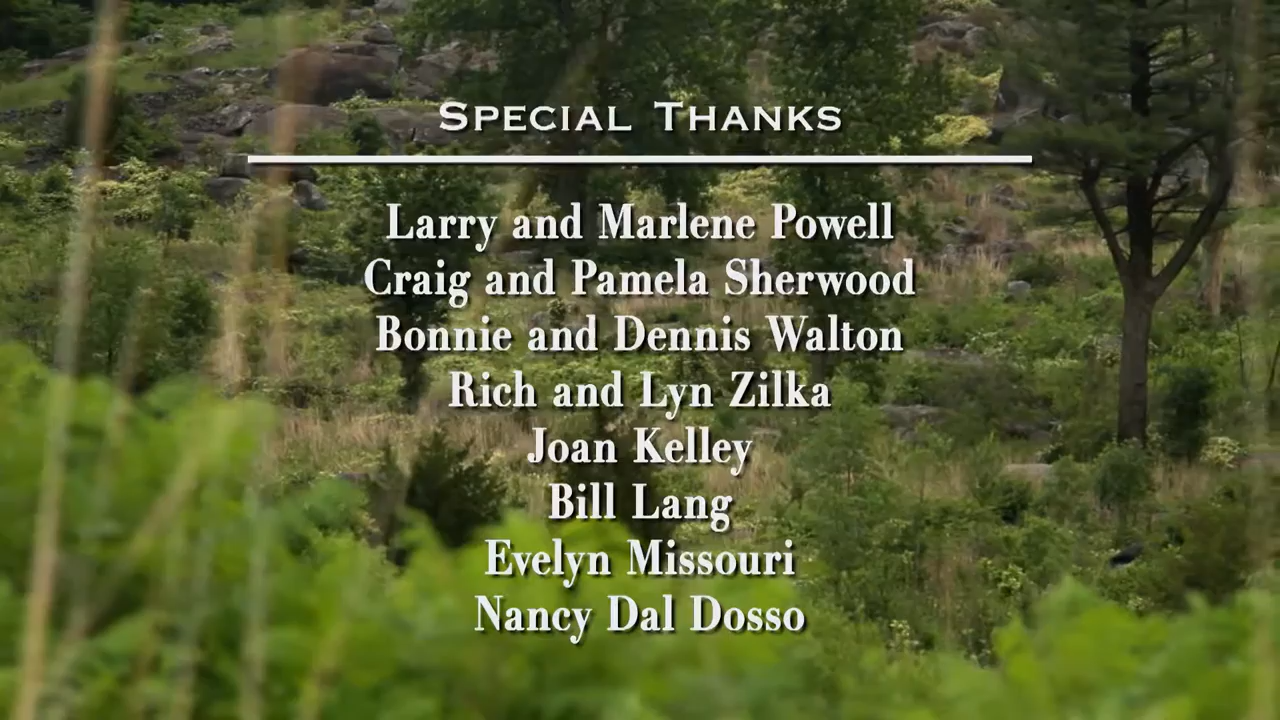 Special Thanks
Larry and Marlene Powell
Craig and Pamela Sherwood
Bonnie and Dennis Walton
Rich and Lyn Zilka
Joan Kelley
Bill Lang
Evelyn Missouri
Nancy Dal Dosso